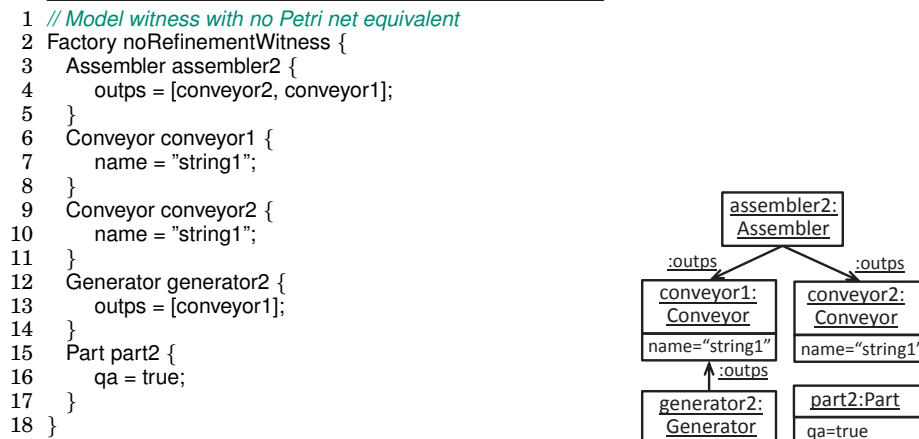 1 // Model witness with no Petri net equivalent
2 Factory noRefinementWitness {
3 Assembler assembler2 {
4 outps = [conveyor2, conveyor1];
5 }
6 Conveyor conveyor1 {
7 name = "string1";
8 }
9 Conveyor conveyor2 {
10 name = "string1";
11 }
12 Generator generator2 {
13 outps = [conveyor1];
14 }
15 Part part2 {
16 qa = true;
17 }
18 }
assembler2:
Assembler
:outps :outps
conveyor1: conveyor2:
Conveyor Conveyor
name="string1" name="string1"
:outps
generator2: part2:Part
Generator qa=true